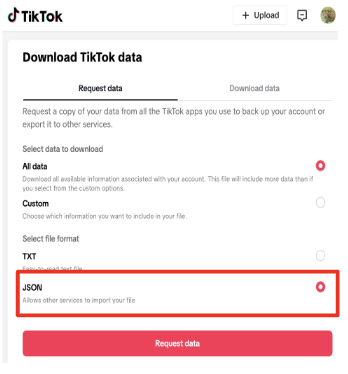 TikTok
+ Upload
Download TikTok data
Request data
Download data
Request a copy of your data from all the TikTok apps you use to back up your account or
export it to other services.
Select data to download
All data
Download all available information associated with your account. This file will include more data than if
you select from the custom options.
Custom
Choose which information you want to include in your file.
Select file format
TXT
Easy-to-read text file
JSON
Allows other services to import your file
Request data